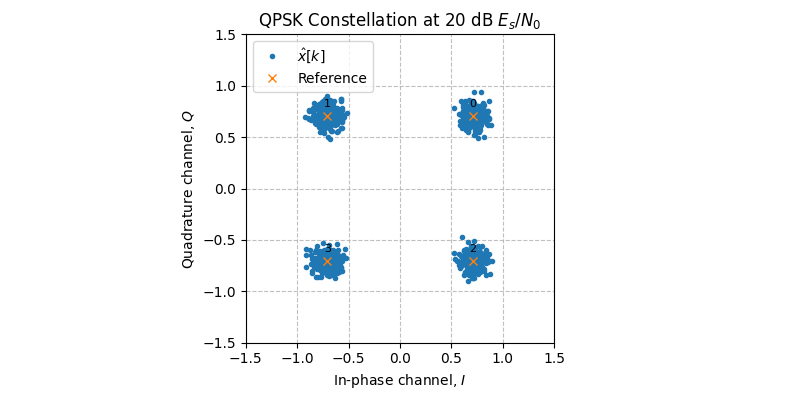 QPSK Constellation at 20 dB $E_s/N_0$
1.5
1.0
0.5
0.0
−0.5
−1.0
−1.5
Quadrature channel, Q
$\hat{x}[k]$
Reference
1
0
3
2
−1.5 −1.0 −0.5 0.0 0.5 1.0 1.5
In-phase channel, I